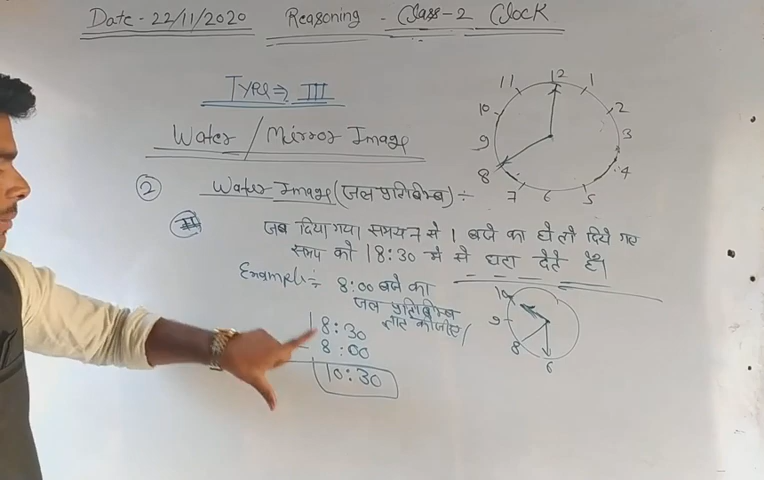 Date - 22/11/2020 Reasoning - Class-2 Clock
TYPE ⇒ III
Water / Mirror Image
② Water Image (जल प्रतिबिम्ब) ÷
जब दिया गया समय 7 से 1 बजे का हो तो दिये गए
समय को 18:30 में से घटा देते हैं।
Example ÷ 8:00 बजे का
जल प्रतिबिम्ब
ज्ञात कीजिए।
18:30
- 8:00
10:30
12
1
2
3
4
5
6
7
8
9
10
11
10
9
8
6